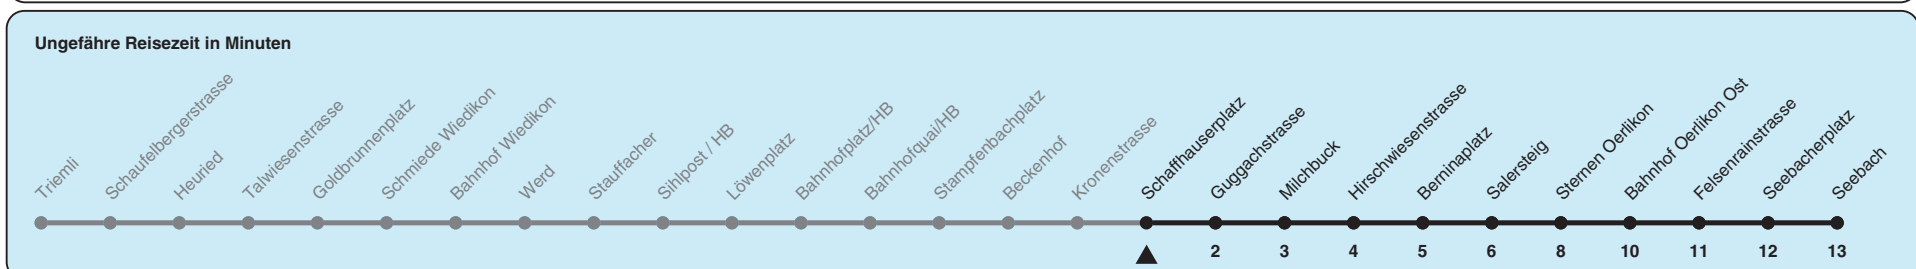 Ungefähre Reisezeit in Minuten
Triemli
Schaufelbergerstrasse
Heuried
Talwiesenstrasse
Goldbrunnenplatz
Schmiede Wiedikon
Bahnhof Wiedikon
Werd
Stauffacher
Sihlpost / HB
Löwenplatz
Bahnhofplatz/HB
Bahnhofquai/HB
Stampfenbachplatz
Beckenhof
Kronenstrasse
Schaffhauserplatz
Guggachstrasse
Milchbuck
Hirschwiesenstrasse
Berninaplatz
Salersteig
Sternen Oerlikon
Bahnhof Oerlikon Ost
Felsenrainstrasse
Seebacherplatz
Seebach
2 3 4 5 6 8 10 11 12 13